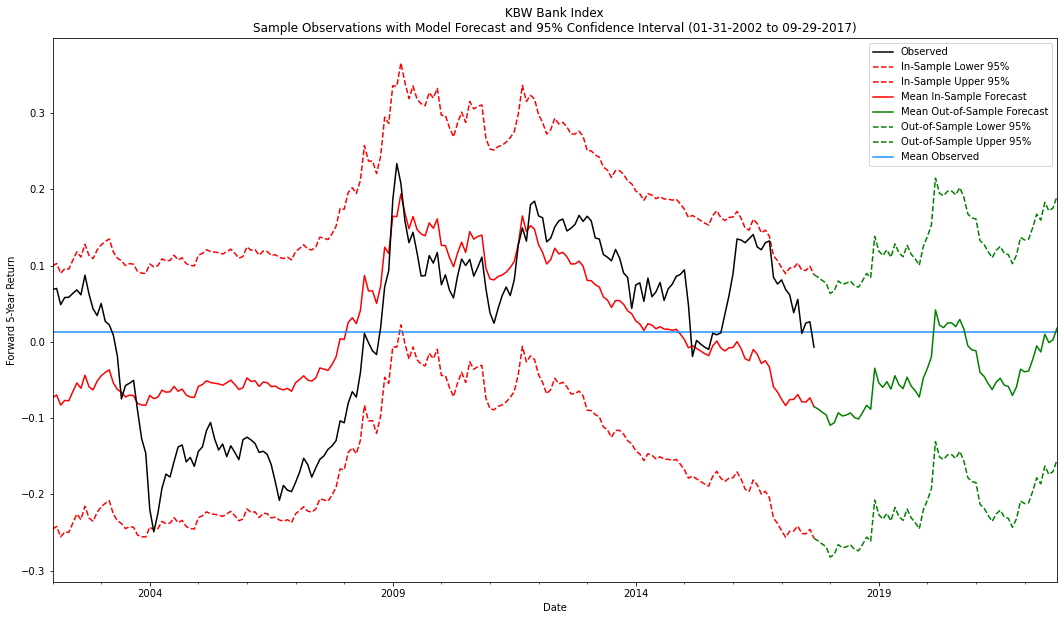 KBW Bank Index
Sample Observations with Model Forecast and 95% Confidence Interval (01-31-2002 to 09-29-2017)
Observed
In-Sample Lower 95%
In-Sample Upper 95%
Mean In-Sample Forecast
Mean Out-of-Sample Forecast
Out-of-Sample Lower 95%
Out-of-Sample Upper 95%
Mean Observed
Forward 5-Year Return
0.3
0.2
0.1
0.0
−0.1
−0.2
−0.3
2004
2009
2014
2019
Date